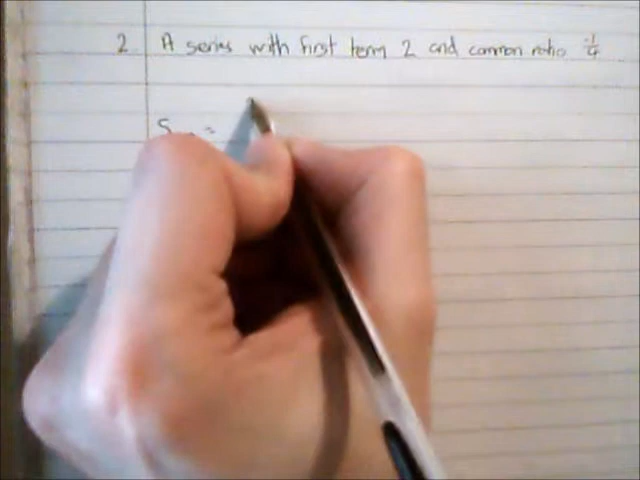 2 A series with first term 2 and common ratio -1/4
S =